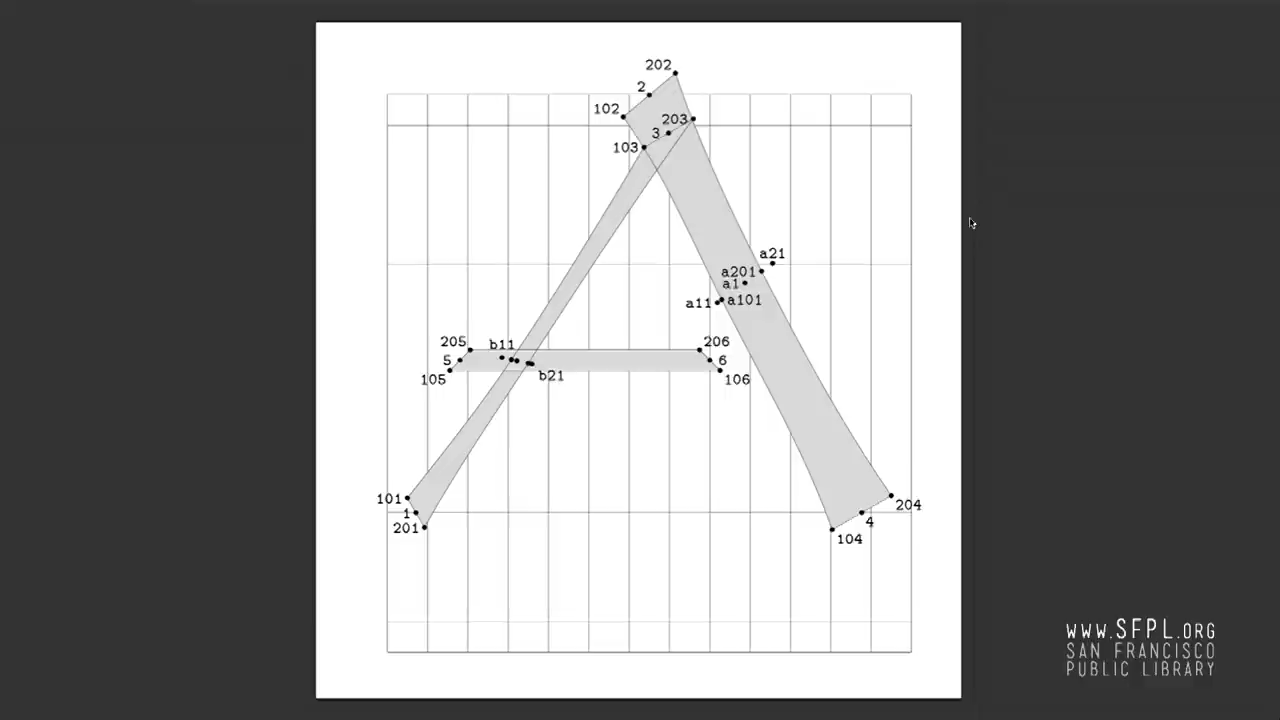 202
2
102
203
3
103
a21
a201
a1
a11 a101
205 b11 206
5 6
105 b21 106
101
1
201
204
4
104
www.SFPL.ORG
SAN FRANCISCO
PUBLIC LIBRARY